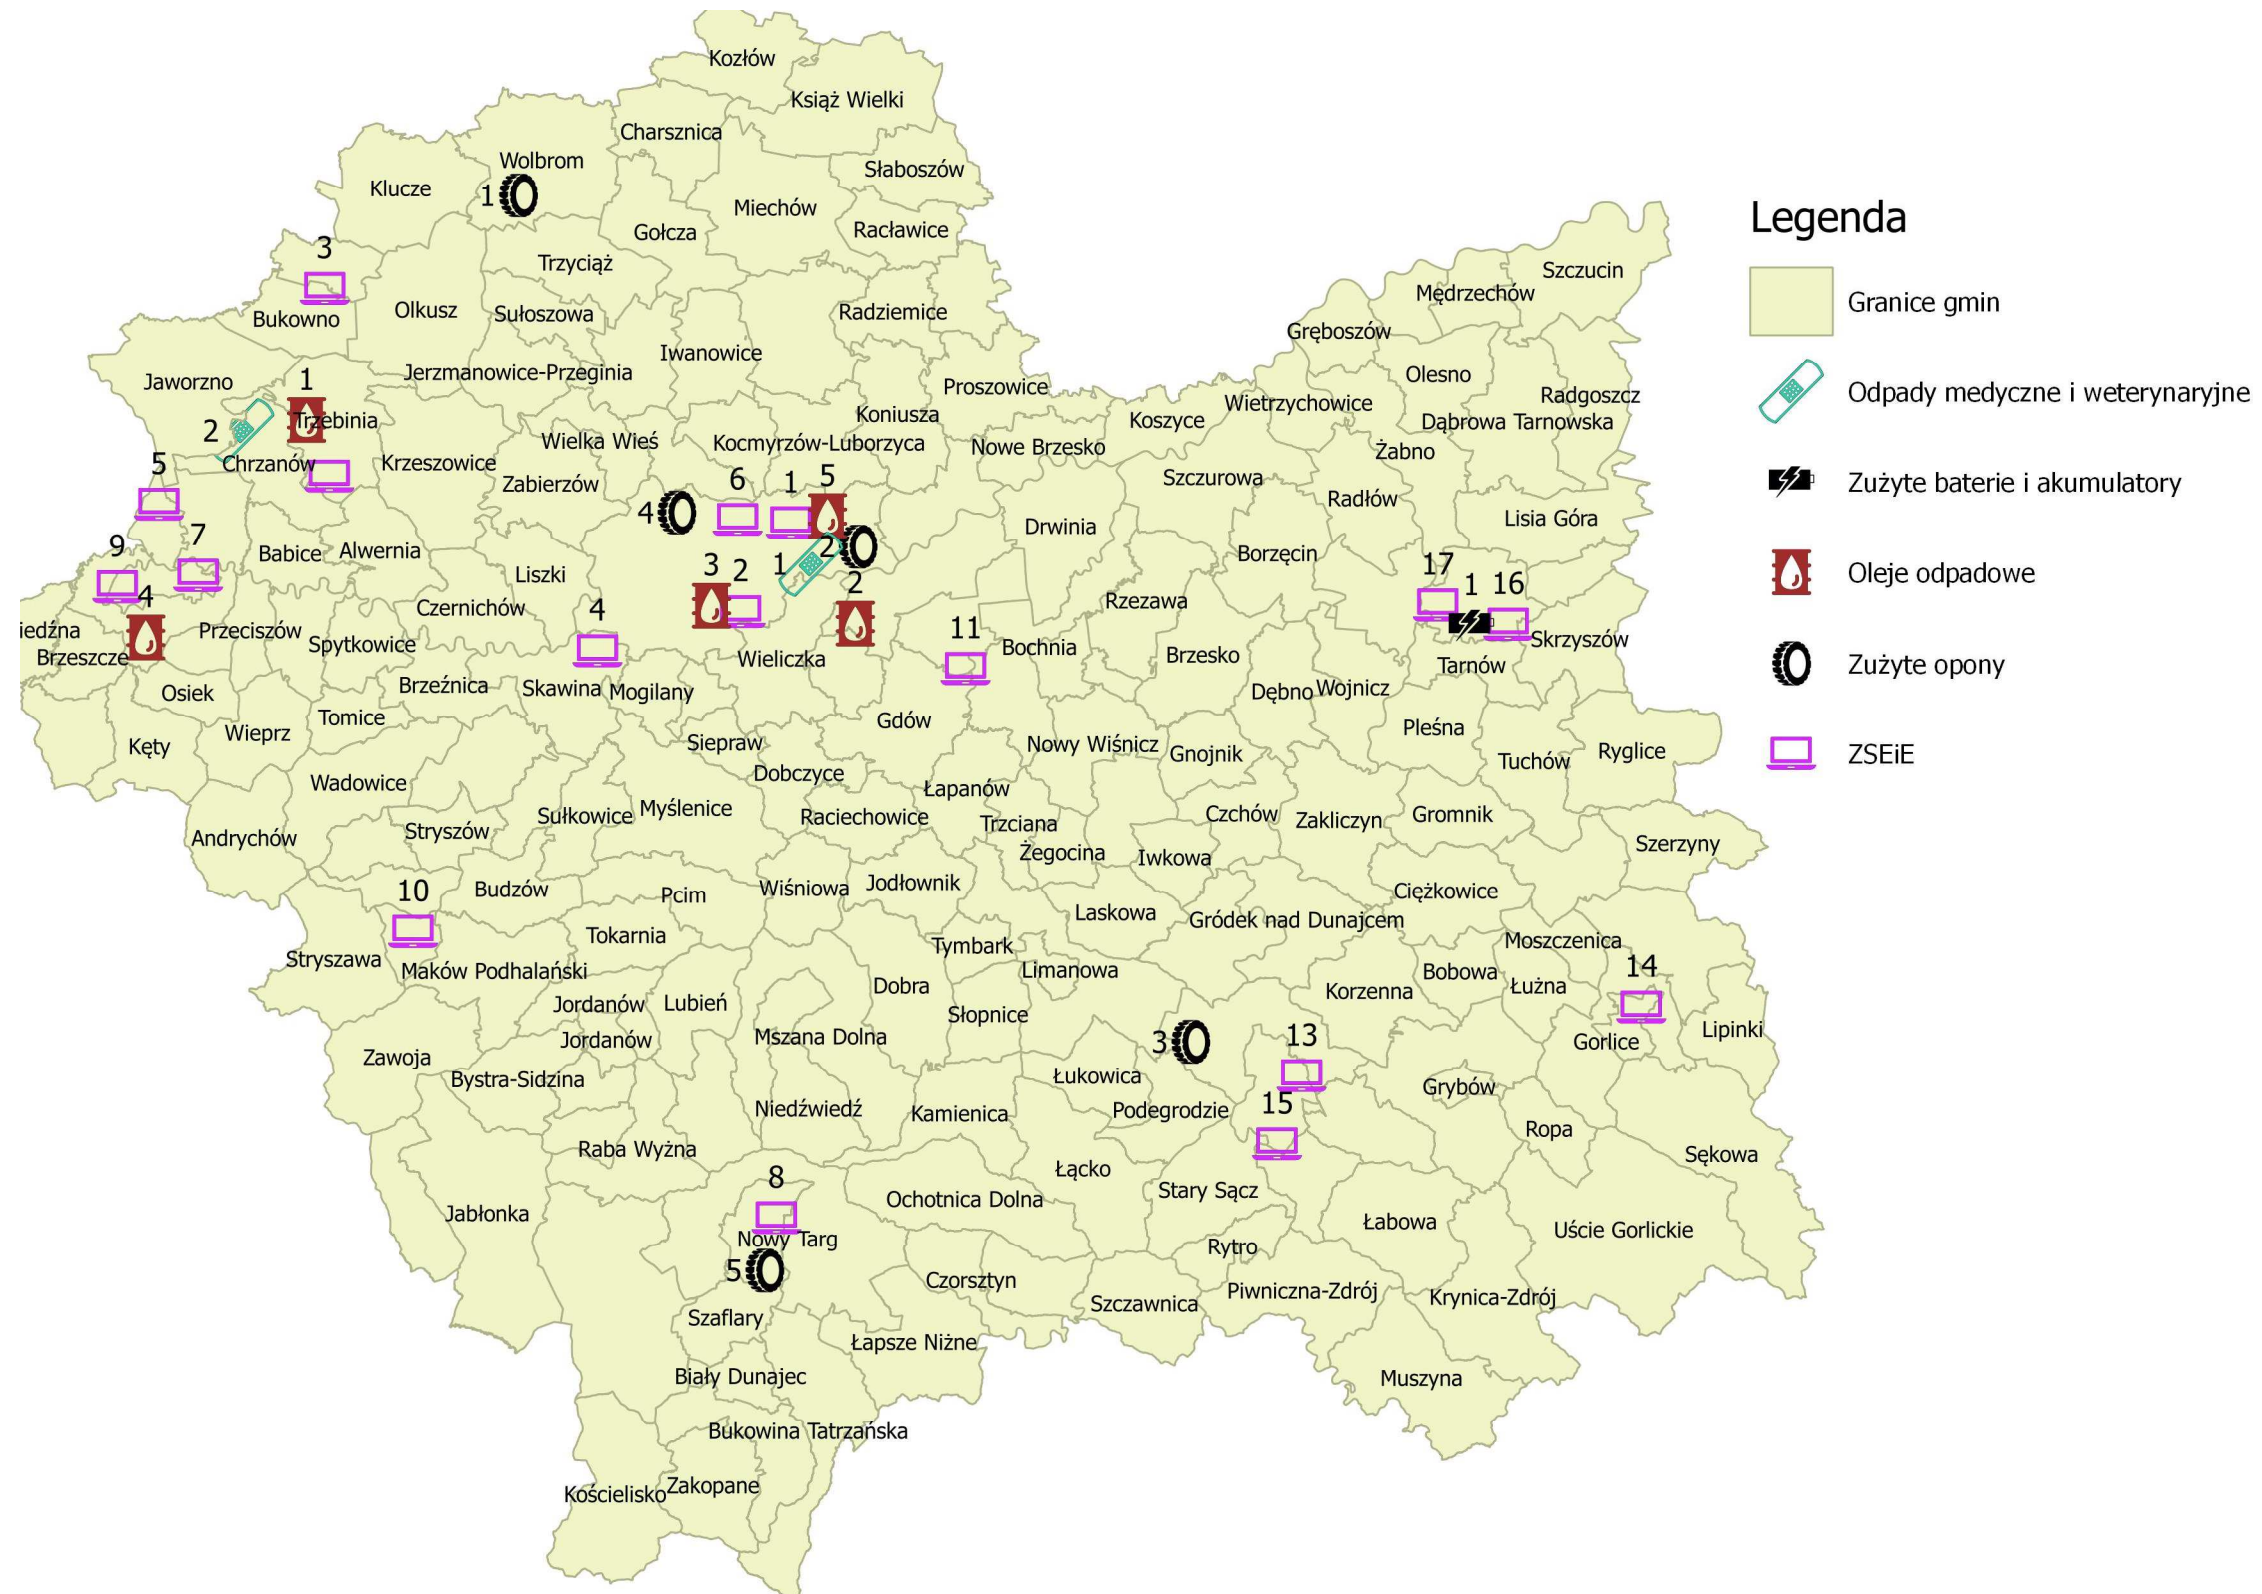 Kozłów
Książ Wielki
Charsznica
Wolbrom
Słaboszów
Klucze
1
Miechów
Gołcza
Racławice
3
Trzyciąż
Bukowno
Olkusz
Sułoszowa
Radziemice
Iwanowice
Jaworzno
1
Jerzmanowice-Przeginia
Proszowice
2
Trzebinia
Koniusza
Wielka Wieś
Kocmyrzów-Luborzyca
Nowe Brzesko
Koszyce
5
Chrzanów
Krzeszowice
Zabierzów
6
1
5
4
9
7
Babice
Alwernia
Liszki
Drwinia
3
2
1
2
2
4
Czernichów
4
iedźna
Brzeszcze
Przeciszów
Spytkowice
Wieliczka
11
Bochnia
Osiek
Brzeźnica
Skawina
Mogilany
Kęty
Wieprz
Tomice
Siepraw
Gdów
Nowy Wiśnicz
Gnojnik
Wadowice
Dobczyce
Łapanów
Andrychów
Stryszów
Sułkowice
Myślenice
Raciechowice
Trzciana
Żegocina
Iwkowa
Czchów
Zakliczyn
Gromnik
Szczucin
Mędrzechów
Gręboszów
Olesno
Radgoszcz
Wietrzychowice
Dąbrowa Tarnowska
Żabno
Szczurowa
Radłów
Lisia Góra
Borzęcin
17
1
16
Rzezawa
Skrzyszów
Brzesko
Tarnów
Dębno
Wojnicz
Pleśna
Tuchów
Ryglice
Szerzyny
10
Budzów
Pcim
Wiśniowa
Jodłownik
Laskowa
Gródek nad Dunajcem
Ciężkowice
Stryszawa
Maków Podhalański
Tokarnia
Tymbark
Limanowa
Moszczenica
Bobowa
Łużna
14
Jordanów
Lubień
Dobra
Słopnice
Korzenna
Zawoja
Jordanów
Mszana Dolna
3
13
Gorlice
Lipinki
Bystra-Sidzina
Niedźwiedź
Kamienica
Łukowica
Podegrodzie
15
Grybów
Ropa
Raba Wyżna
8
Ochotnica Dolna
Łącko
Stary Sącz
Sękowa
Jabłonka
Nowy Targ
Łabowa
Uście Gorlickie
5
Czorsztyn
Rytro
Szaflary
Szczawnica
Piwniczna-Zdrój
Krynica-Zdrój
Łapsze Niżne
Biały Dunajec
Muszyna
Bukowina Tatrzańska
Kościelisko
Zakopane
Legenda
Granice gmin
Odpady medyczne i weterynaryjne
Zużyte baterie i akumulatory
Oleje odpadowe
Zużyte opony
ZSEiE